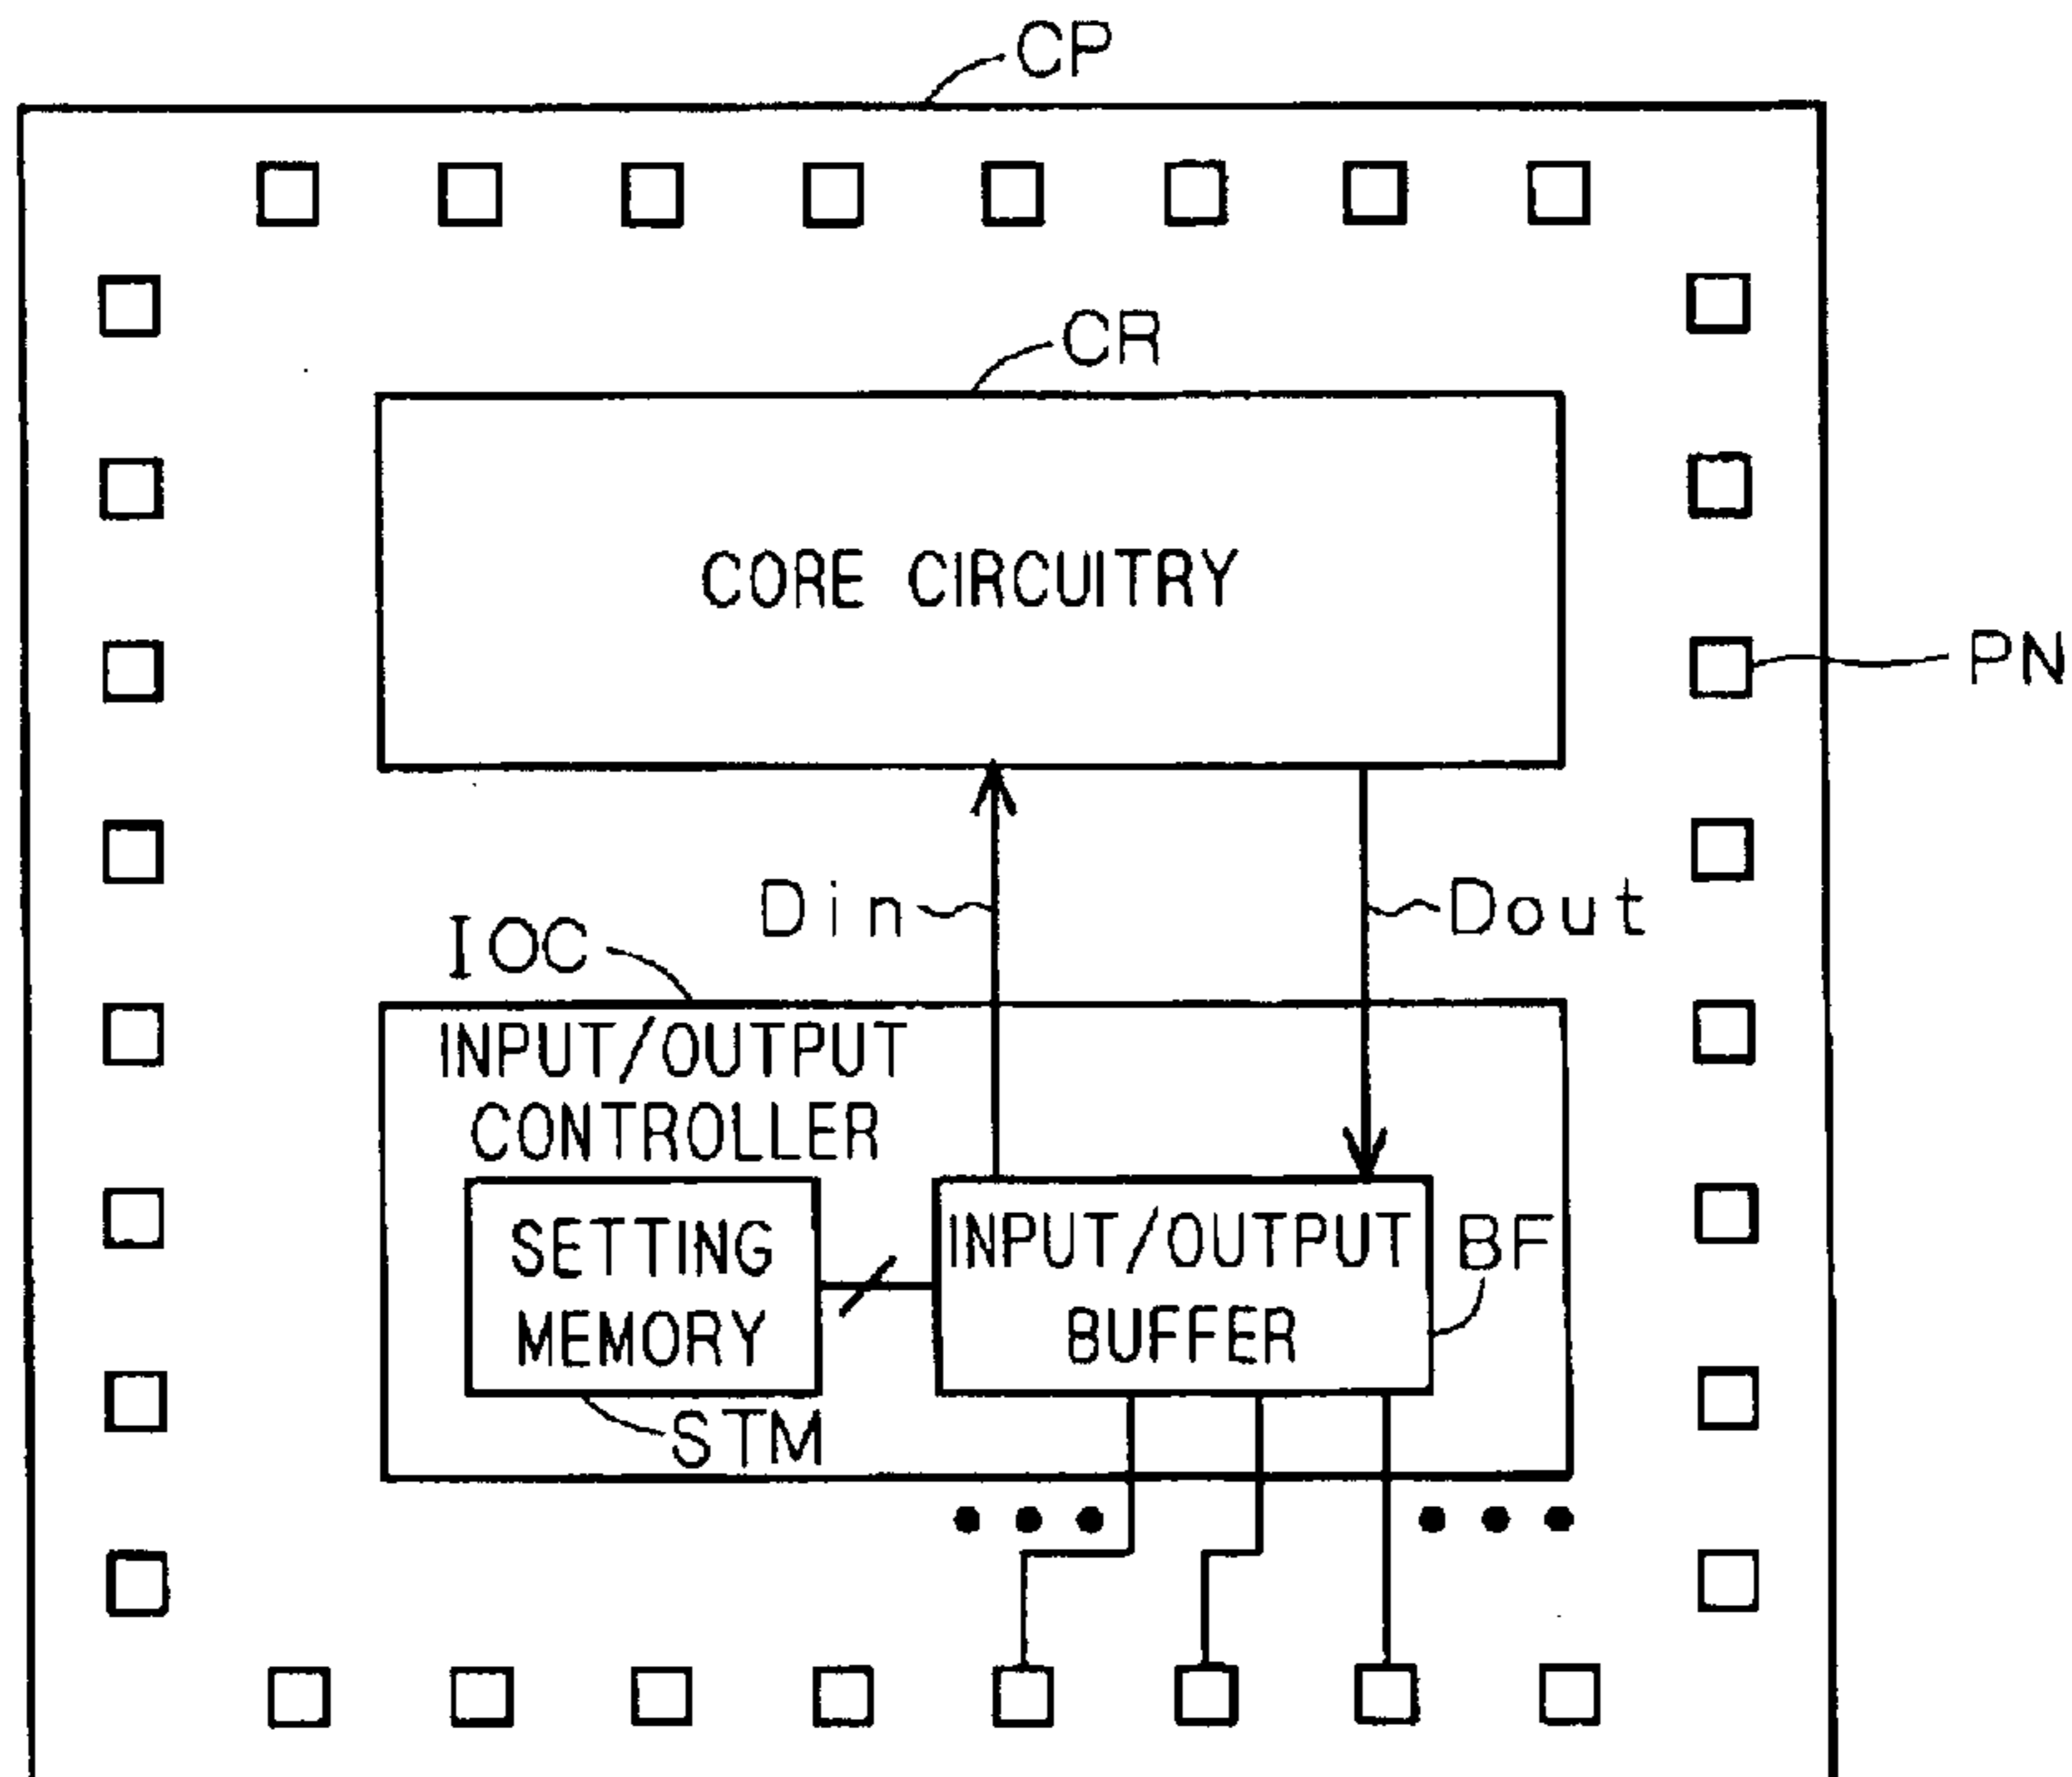 CP
CR
CORE CIRCUITRY
PN
Din
Dout
IOC
INPUT/OUTPUT
CONTROLLER
SETTING
MEMORY
INPUT/OUTPUT
BUFFER
BF
STM